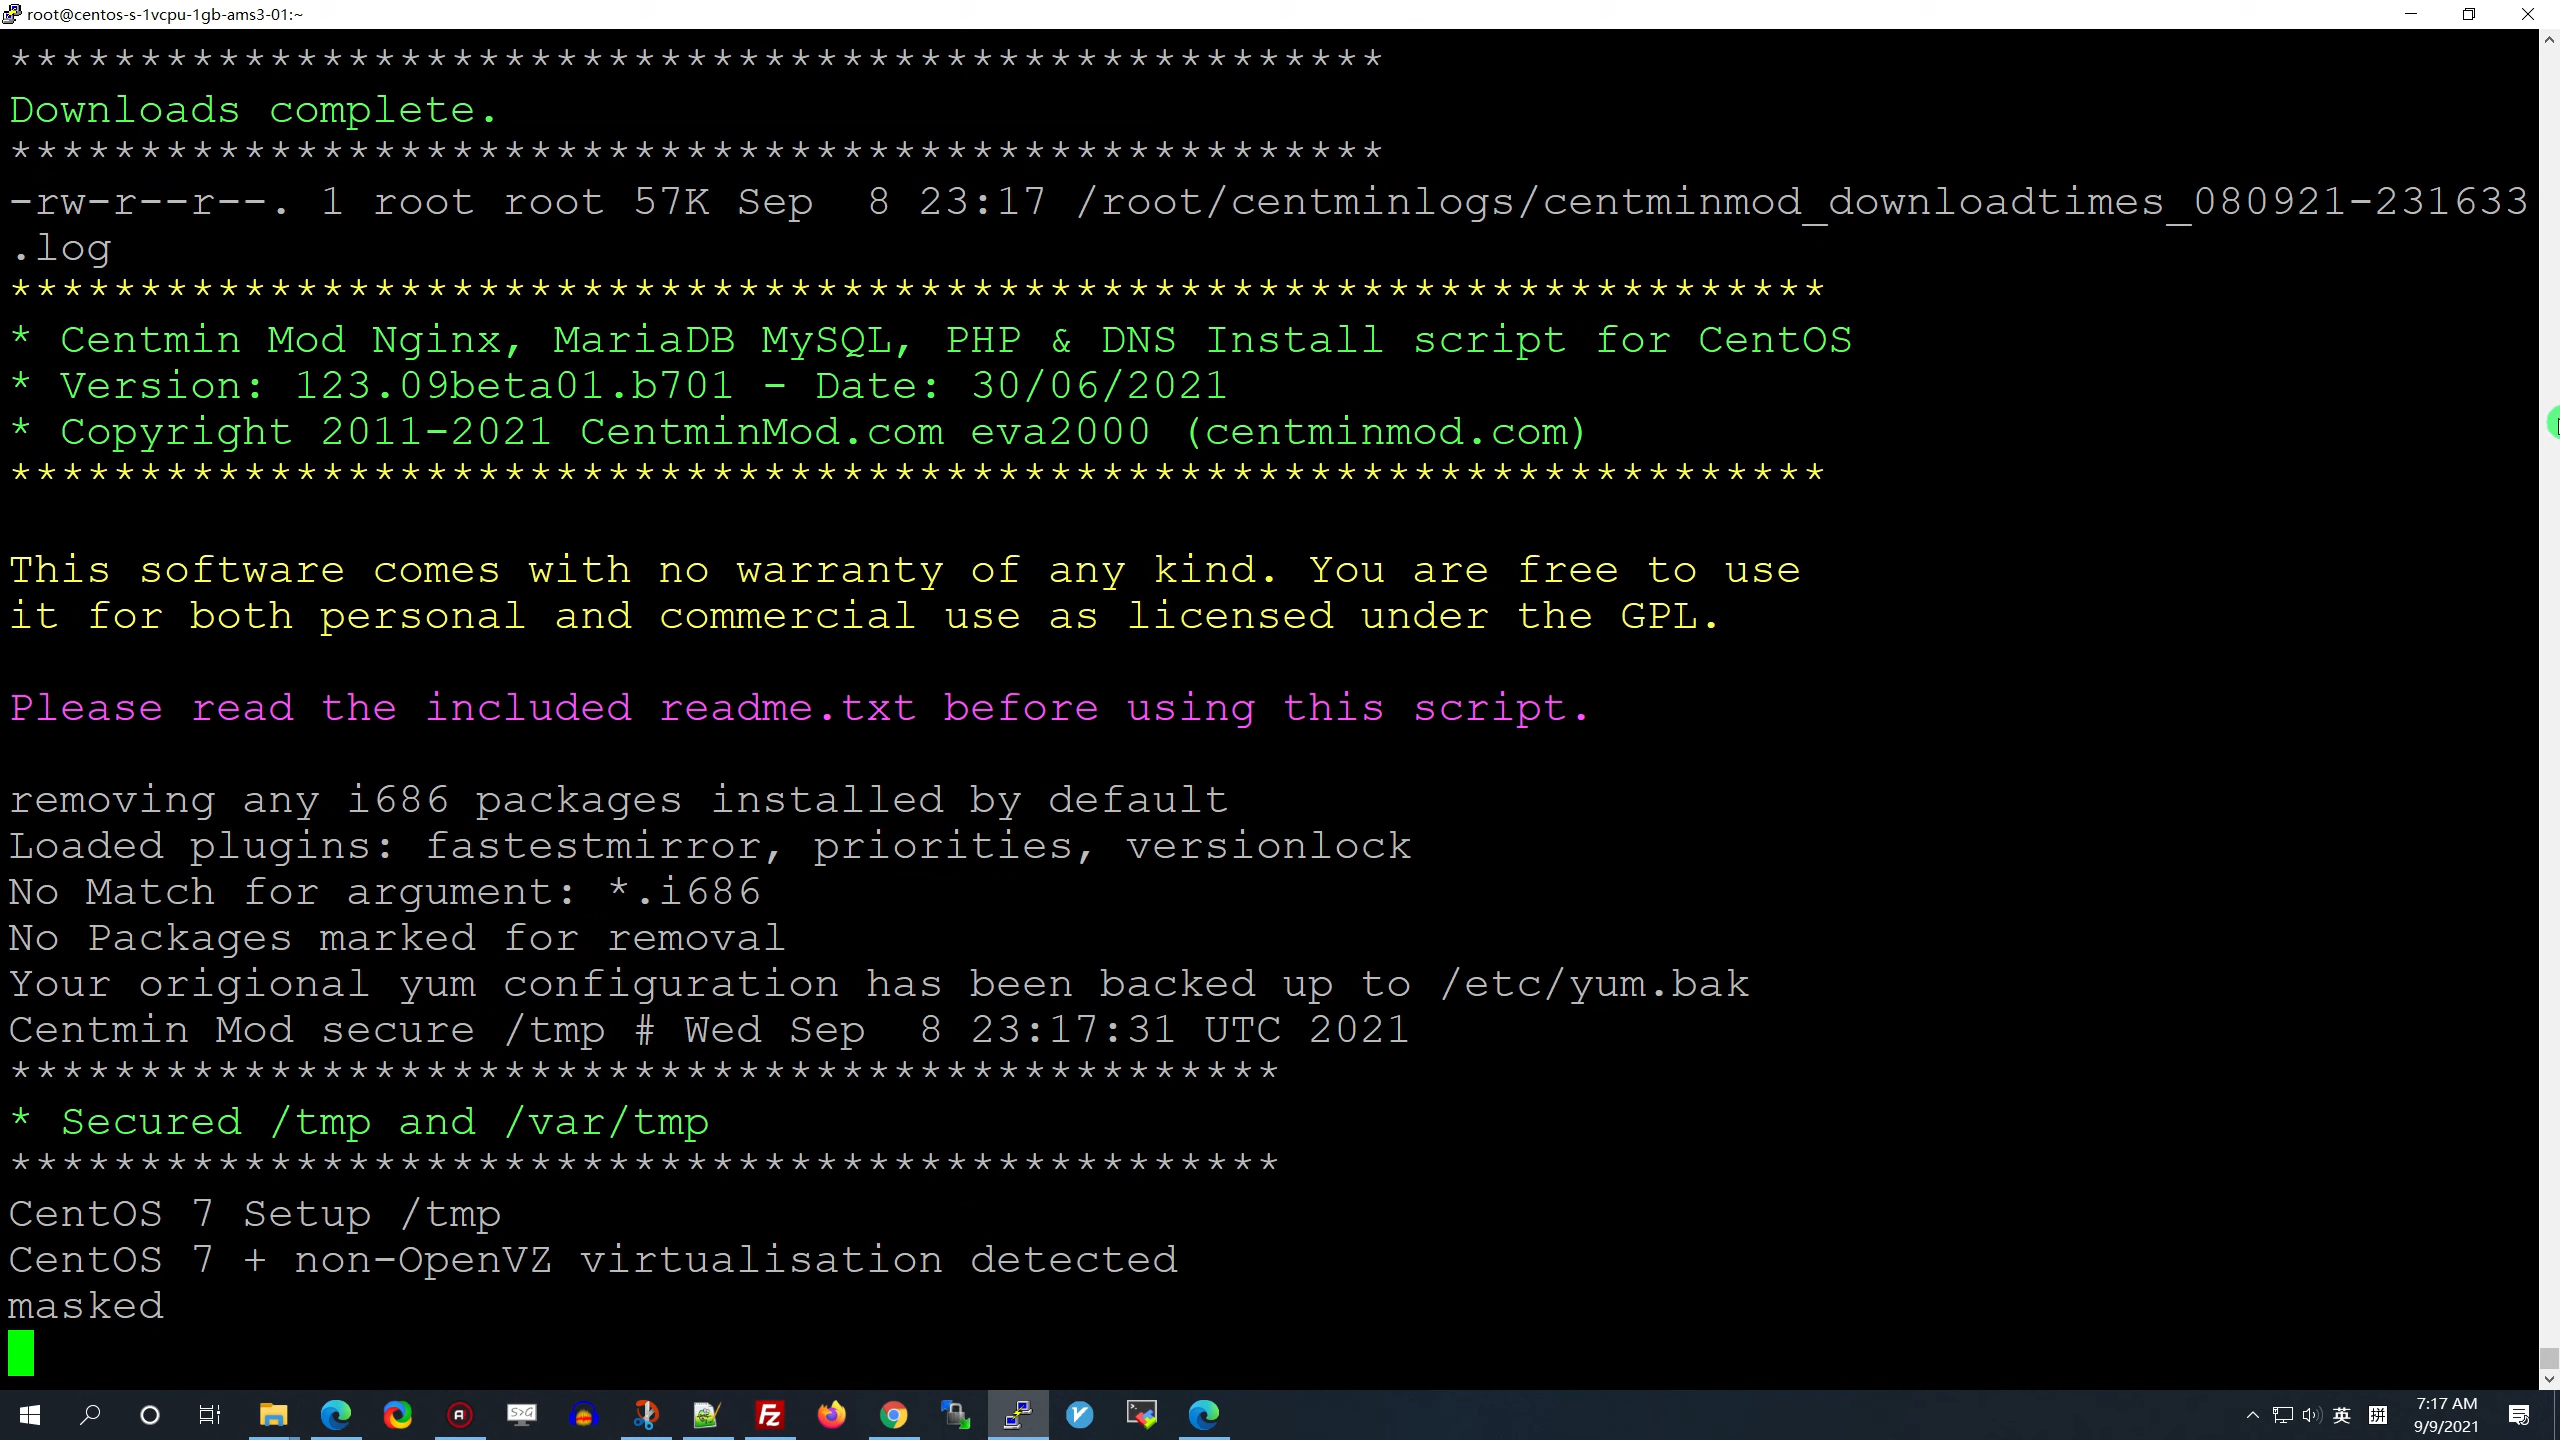 root@centos-s-1vcpu-1gb-ams3-01:~
*****************************************************
Downloads complete.
*****************************************************
-rw-r--r--. 1 root root 57K Sep  8 23:17 /root/centminlogs/centminmod_downloadtimes_080921-231633
.log
**********************************************************************
* Centmin Mod Nginx, MariaDB MySQL, PHP & DNS Install script for CentOS
* Version: 123.09beta01.b701 - Date: 30/06/2021
* Copyright 2011-2021 CentminMod.com eva2000 (centminmod.com)
**********************************************************************
This software comes with no warranty of any kind. You are free to use
it for both personal and commercial use as licensed under the GPL.
Please read the included readme.txt before using this script.
removing any i686 packages installed by default
Loaded plugins: fastestmirror, priorities, versionlock
No Match for argument: *.i686
No Packages marked for removal
Your origional yum configuration has been backed up to /etc/yum.bak
Centmin Mod secure /tmp # Wed Sep  8 23:17:31 UTC 2021
*************************************************
* Secured /tmp and /var/tmp
*************************************************
CentOS 7 Setup /tmp
CentOS 7 + non-OpenVZ virtualisation detected
masked
S>G
英 拼
7:17 AM
9/9/2021